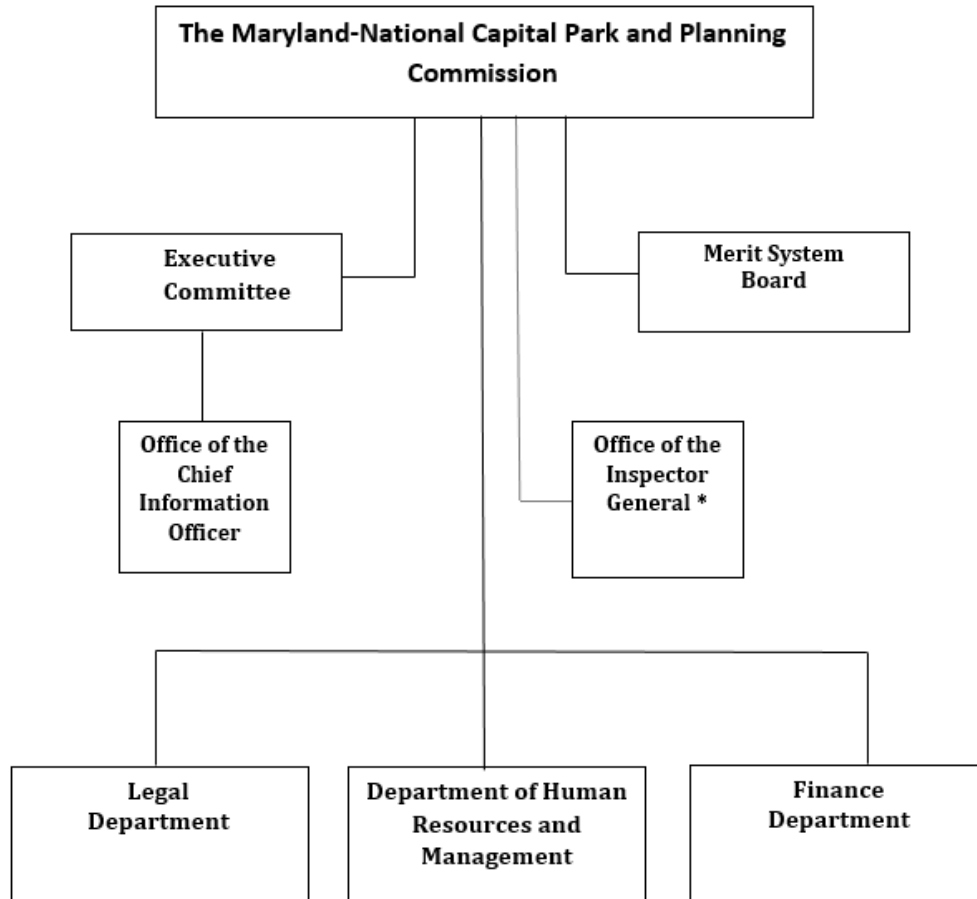 The Maryland-National Capital Park and Planning
Commission
Executive
Committee
Merit System
Board
Office of the
Chief
Information
Officer
Office of the
Inspector
General *
Legal
Department
Department of Human
Resources and
Management
Finance
Department